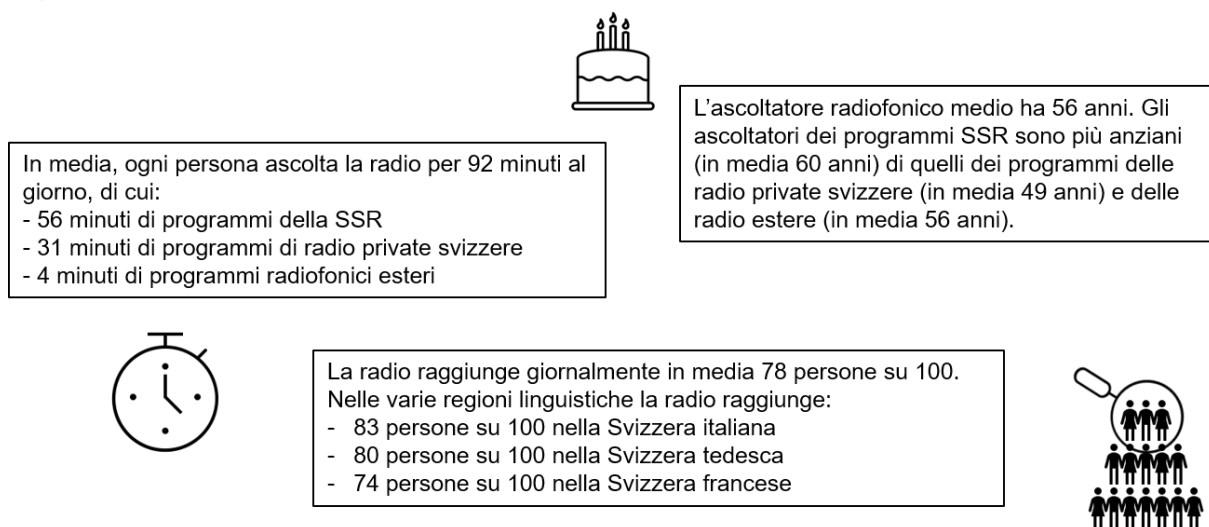 L'ascoltatore radiofonico medio ha 56 anni. Gli
ascoltatori dei programmi SSR sono più anziani
(in media 60 anni) di quelli dei programmi delle
radio private svizzere (in media 49 anni) e delle
radio estere (in media 56 anni).
In media, ogni persona ascolta la radio per 92 minuti al
giorno, di cui:
- 56 minuti di programmi della SSR
- 31 minuti di programmi di radio private svizzere
- 4 minuti di programmi radiofonici esteri
La radio raggiunge giornalmente in media 78 persone su 100.
Nelle varie regioni linguistiche la radio raggiunge:
- 83 persone su 100 nella Svizzera italiana
- 80 persone su 100 nella Svizzera tedesca
- 74 persone su 100 nella Svizzera francese